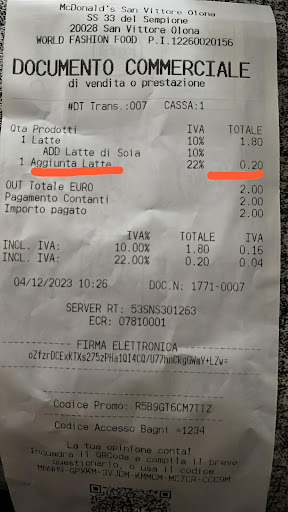 McDonald's San Vittore Olona
SS 33 del Sempione
20028 San Vittore Olona
WORLD FASHION FOOD P.I.12260020156
DOCUMENTO COMMERCIALE
di vendita o prestazione
#DT Trans.:007 CASSA:1
Qta Prodotti IVA TOTALE
1 Latte 10% 1.80
ADD Latte di Soia 10%
1 Aggiunta Latte 22% 0.20
OUT Totale EURO 2.00
Pagamento Contanti 2.00
Importo pagato 2.00
IVA% TOTALE IVA
INCL. IVA: 10.00% 1.80 0.16
INCL. IVA: 22.00% 0.20 0.04
04/12/2023 10:26 DOC.N: 1771-0007
SERVER RT: 53SNS301263
ECR: 07810001
FIRMA ELETTRONICA
Codice Promo: R5B9GT6CM7TTZ
Codice Accesso Bagni =1234
La tua opinione conta!
Inquadra il QRCode e compila il breve
questionario, o usa il codice